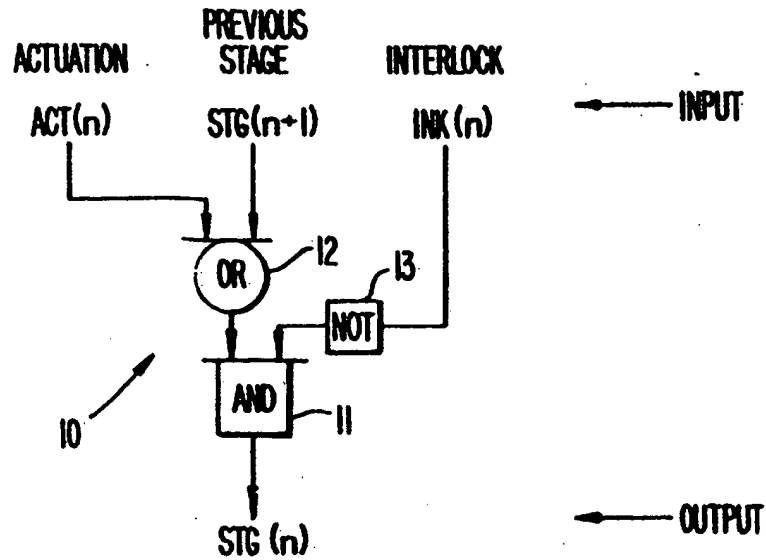 PREVIOUS
ACTUATION STAGE INTERLOCK
ACT(n) STG(n+1) INK(n) INPUT
OR 12
13
NOT
AND
11
10
STG (n) OUTPUT